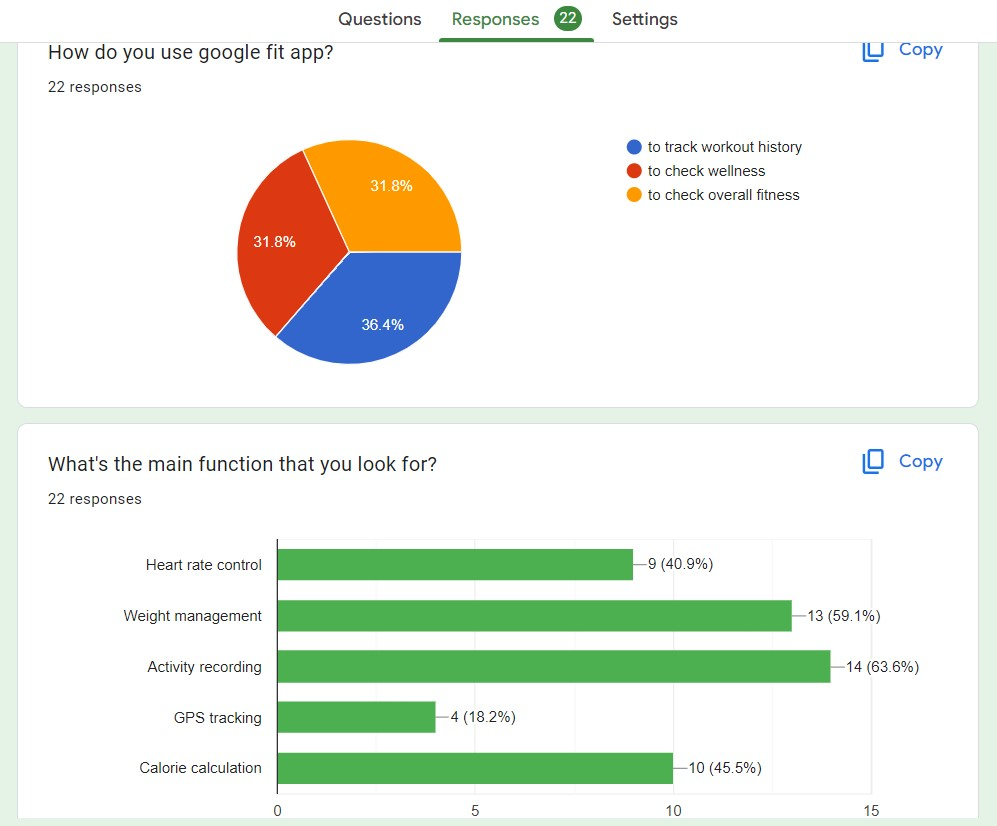 Questions Responses 22 Settings
How do you use google fit app?
Copy
22 responses
to track workout history
to check wellness
to check overall fitness
31.8%
31.8%
36.4%
What's the main function that you look for?
Copy
22 responses
Heart rate control 9 (40.9%)
Weight management 13 (59.1%)
Activity recording 14 (63.6%)
GPS tracking 4 (18.2%)
Calorie calculation 10 (45.5%)
0 5 10 15